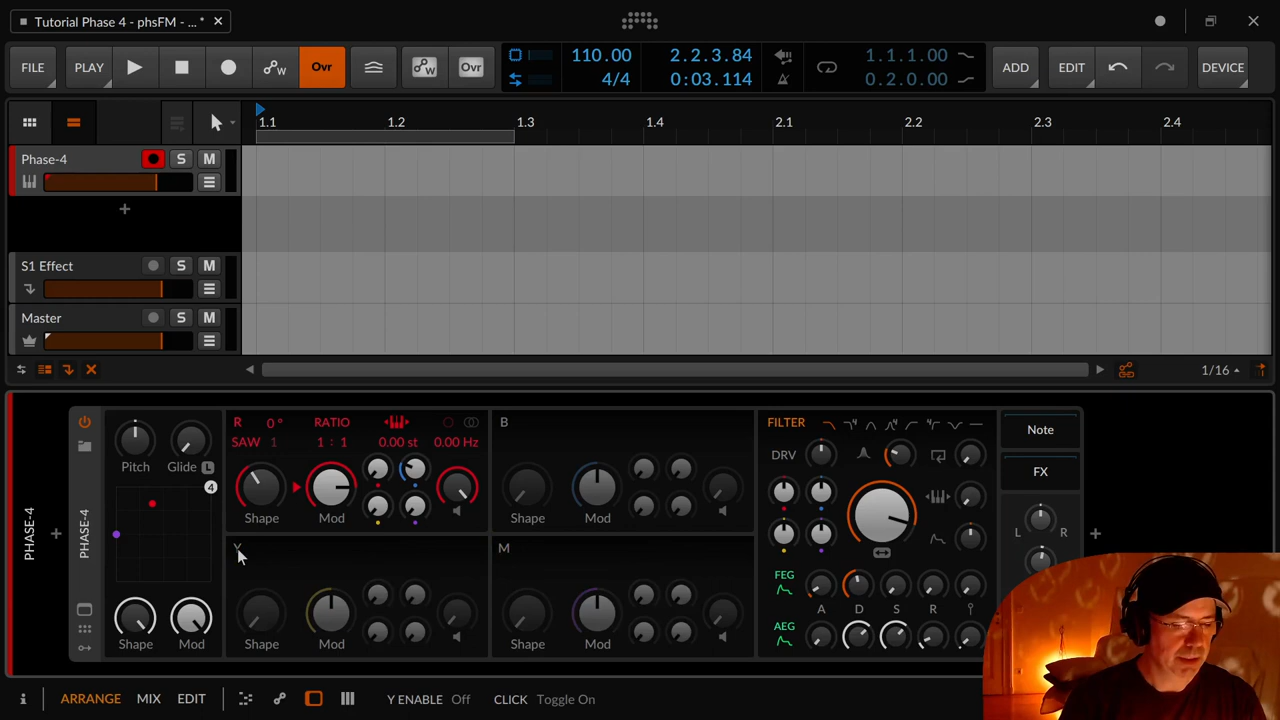 Tutorial Phase 4 - phsFM - ... *
FILE
PLAY
Ovr
Ovr
110.00
4/4
2.2.3.84
0:03.114
1.1.1.00
0.2.0.00
ADD
EDIT
DEVICE
1.1
1.2
1.3
1.4
2.1
2.2
2.3
2.4
Phase-4
S
M
S1 Effect
S
M
Master
S
M
1/16
PHASE-4
PHASE-4
Pitch
Glide
L
4
Shape
Mod
R 0° RATIO
SAW 1 1 : 1 0.00 st 0.00 Hz
Shape
Mod
B
Shape
Mod
Y
Shape
Mod
M
Shape
Mod
FILTER
DRV
FEG
A D S R
AEG
Note
FX
L R
i
ARRANGE
MIX
EDIT
Y ENABLE Off
CLICK Toggle On